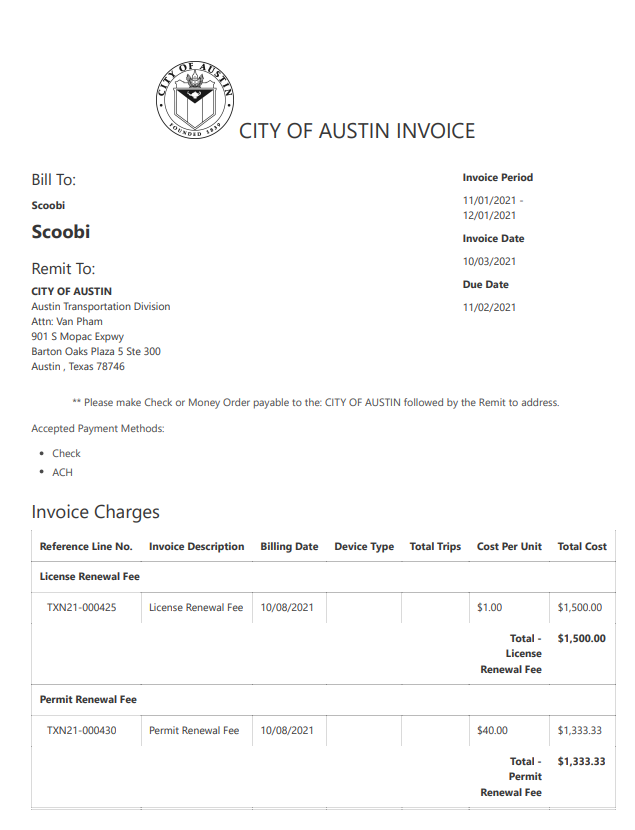 CITY OF AUSTIN
FOUNDED 1839
CITY OF AUSTIN INVOICE
Bill To:
Scoobi
Scoobi
Remit To:
CITY OF AUSTIN
Austin Transportation Division
Attn: Van Pham
901 S Mopac Expwy
Barton Oaks Plaza 5 Ste 300
Austin , Texas 78746
Invoice Period
11/01/2021 -
12/01/2021
Invoice Date
10/03/2021
Due Date
11/02/2021
** Please make Check or Money Order payable to the: CITY OF AUSTIN followed by the Remit to address.
Accepted Payment Methods:
• Check
• ACH
Invoice Charges
Reference Line No. Invoice Description Billing Date Device Type Total Trips Cost Per Unit Total Cost
License Renewal Fee
TXN21-000425 License Renewal Fee 10/08/2021 $1.00 $1,500.00
Total - $1,500.00
License
Renewal Fee
Permit Renewal Fee
TXN21-000430 Permit Renewal Fee 10/08/2021 $40.00 $1,333.33
Total - $1,333.33
Permit
Renewal Fee